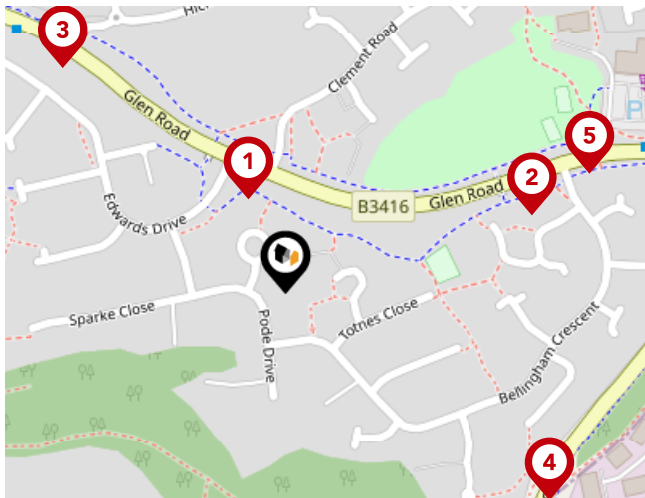 Clement Road
3
Glen Road
5
1
2
P
Glen Road
B3416
Edwards Drive
Sparke Close
Pode Drive
Totnes Close
Bellingham Crescent
4